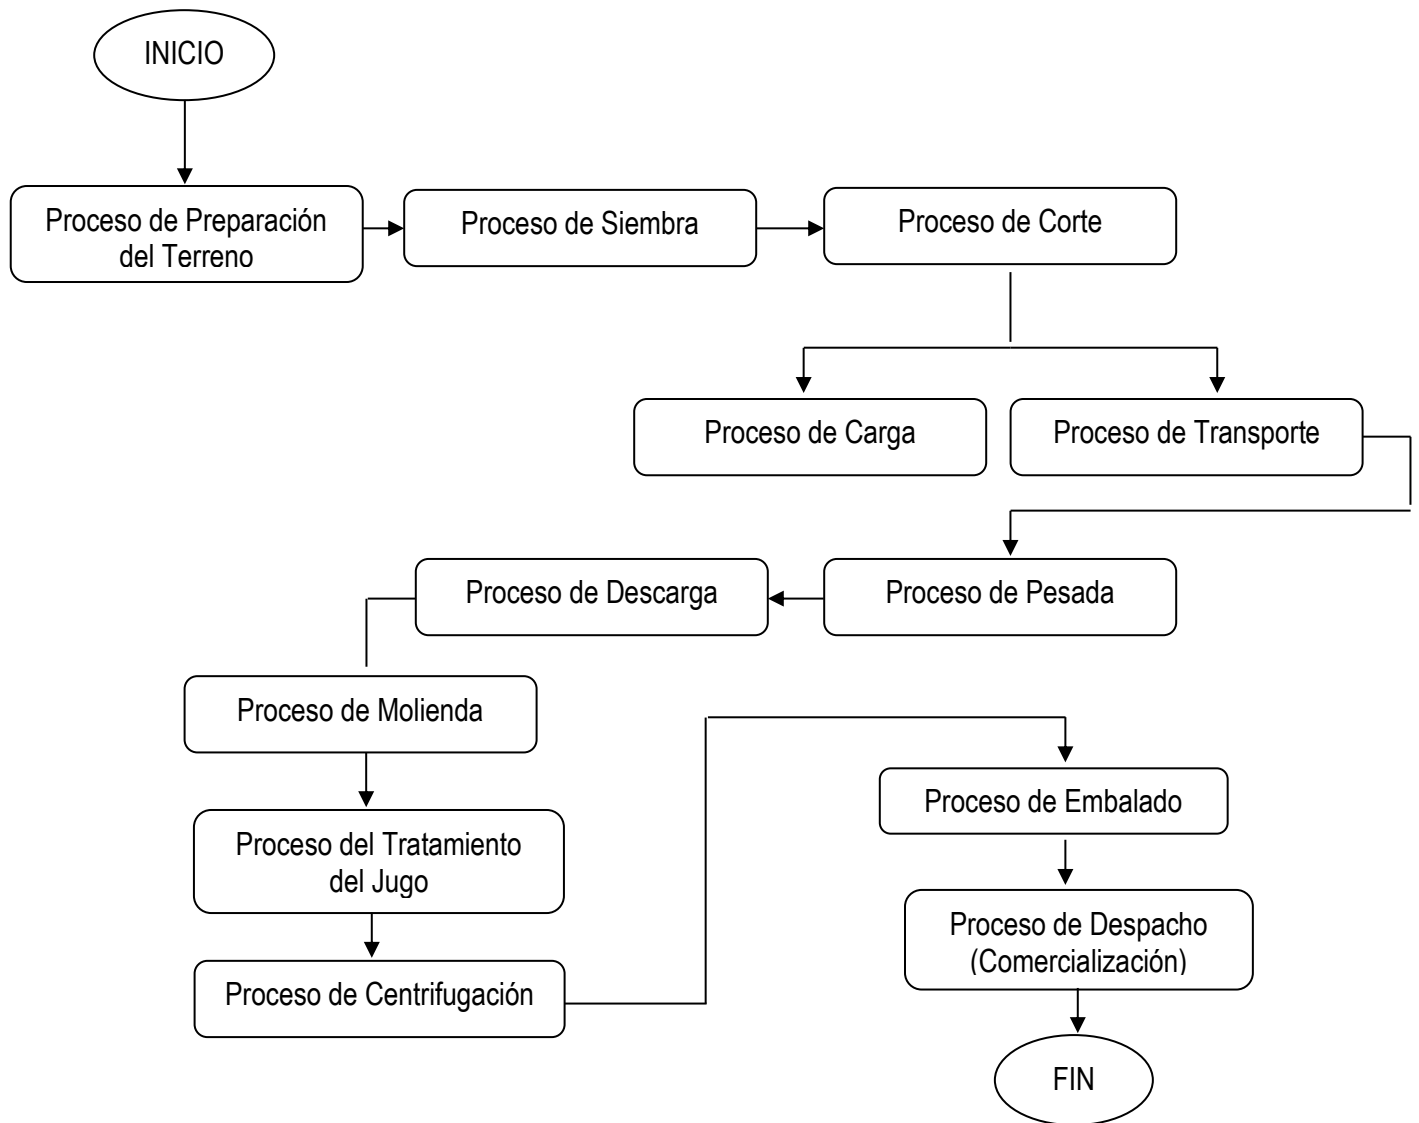 INICIO
Proceso de Preparación
del Terreno
Proceso de Siembra
Proceso de Corte
Proceso de Carga
Proceso de Transporte
Proceso de Pesada
Proceso de Descarga
Proceso de Molienda
Proceso del Tratamiento
del Jugo
Proceso de Centrifugación
Proceso de Embalado
Proceso de Despacho
(Comercialización)
FIN